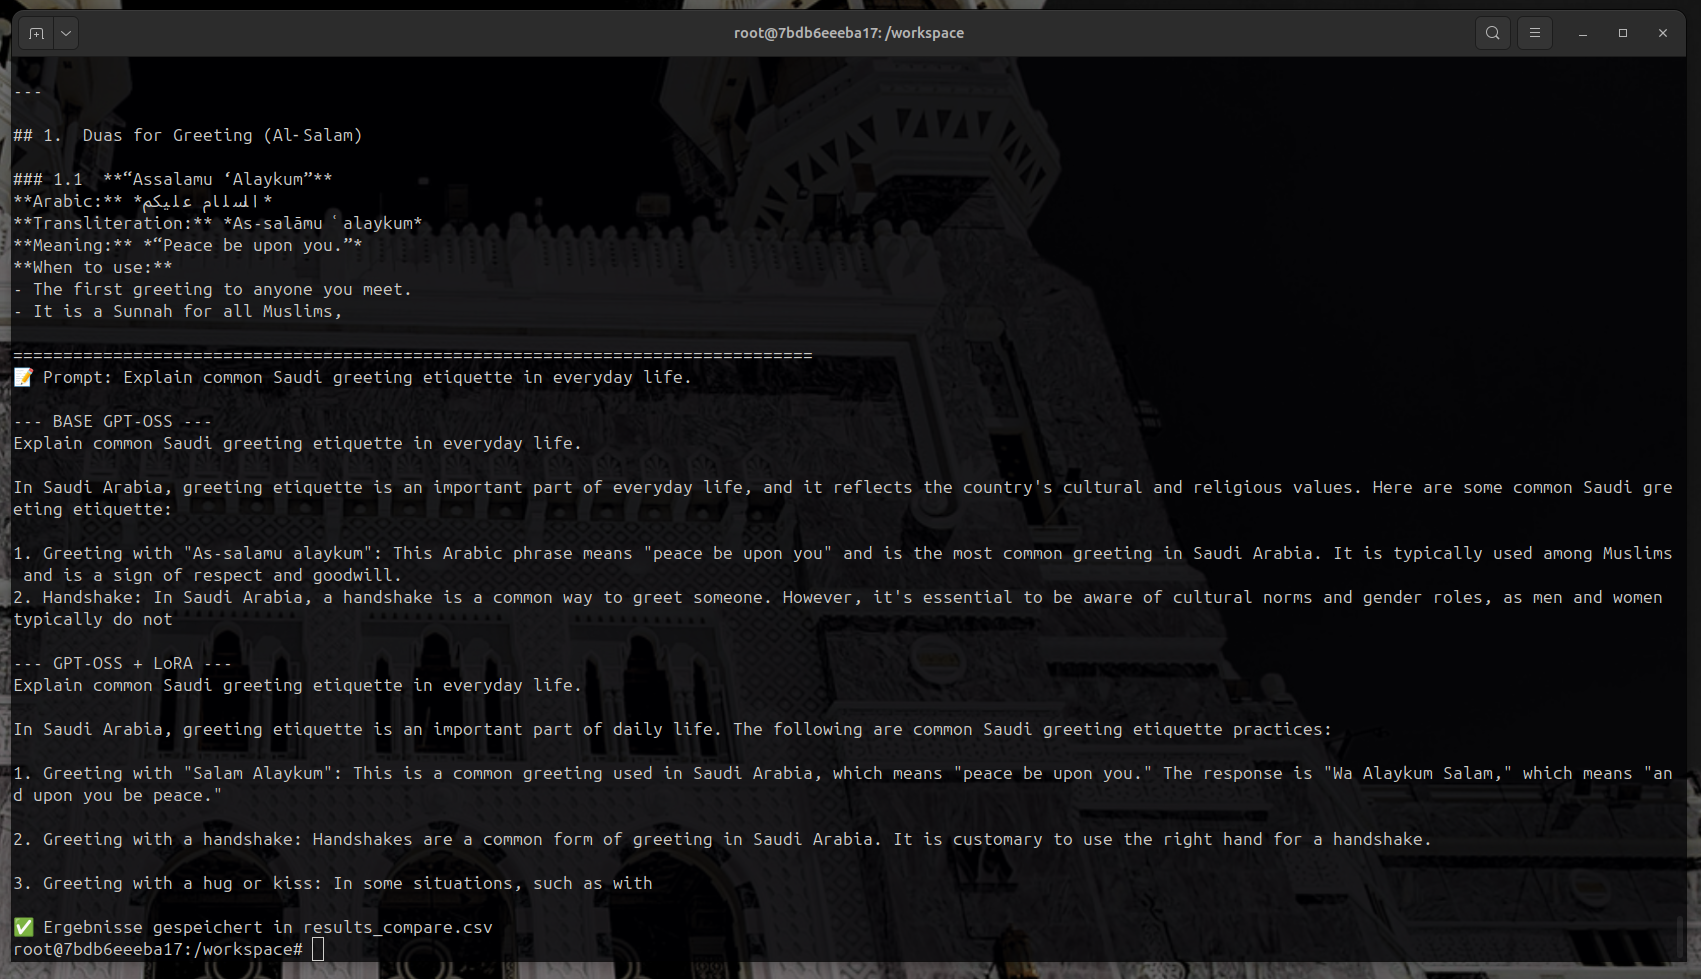 root@7bdb6eeeba17: /workspace
---
## 1.  Duas for Greeting (Al-Salam)
### 1.1  **“Assalamu ‘Alaykum”**
**Arabic:** *السلام عليكم*
**Transliteration:** *As-salāmu ʿalaykum*
**Meaning:** *“Peace be upon you.”*
**When to use:**
- The first greeting to anyone you meet.
- It is a Sunnah for all Muslims,
================================================================================
📝 Prompt: Explain common Saudi greeting etiquette in everyday life.
--- BASE GPT-OSS ---
Explain common Saudi greeting etiquette in everyday life.
In Saudi Arabia, greeting etiquette is an important part of everyday life, and it reflects the country's cultural and religious values. Here are some common Saudi gre
eting etiquette:
1. Greeting with "As-salamu alaykum": This Arabic phrase means "peace be upon you" and is the most common greeting in Saudi Arabia. It is typically used among Muslims
 and is a sign of respect and goodwill.
2. Handshake: In Saudi Arabia, a handshake is a common way to greet someone. However, it's essential to be aware of cultural norms and gender roles, as men and women
typically do not
--- GPT-OSS + LoRA ---
Explain common Saudi greeting etiquette in everyday life.
In Saudi Arabia, greeting etiquette is an important part of daily life. The following are common Saudi greeting etiquette practices:
1. Greeting with "Salam Alaykum": This is a common greeting used in Saudi Arabia, which means "peace be upon you." The response is "Wa Alaykum Salam," which means "an
d upon you be peace."
2. Greeting with a handshake: Handshakes are a common form of greeting in Saudi Arabia. It is customary to use the right hand for a handshake.
3. Greeting with a hug or kiss: In some situations, such as with
✅ Ergebnisse gespeichert in results_compare.csv
root@7bdb6eeeba17:/workspace#